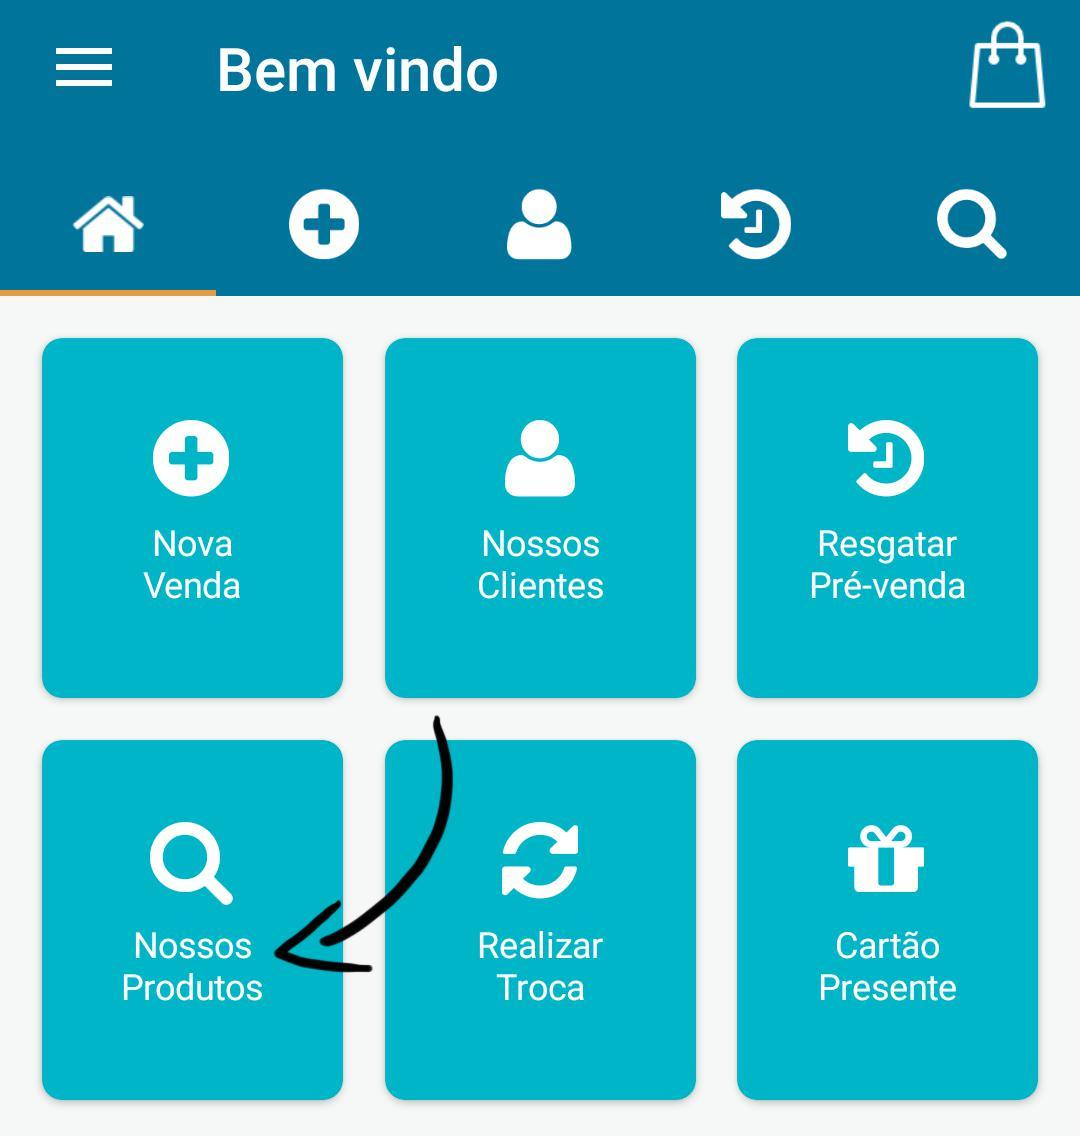 Bem vindo
Nova
Venda
Nossos
Clientes
Resgatar
Pré-venda
Nossos
Produtos
Realizar
Troca
Cartão
Presente